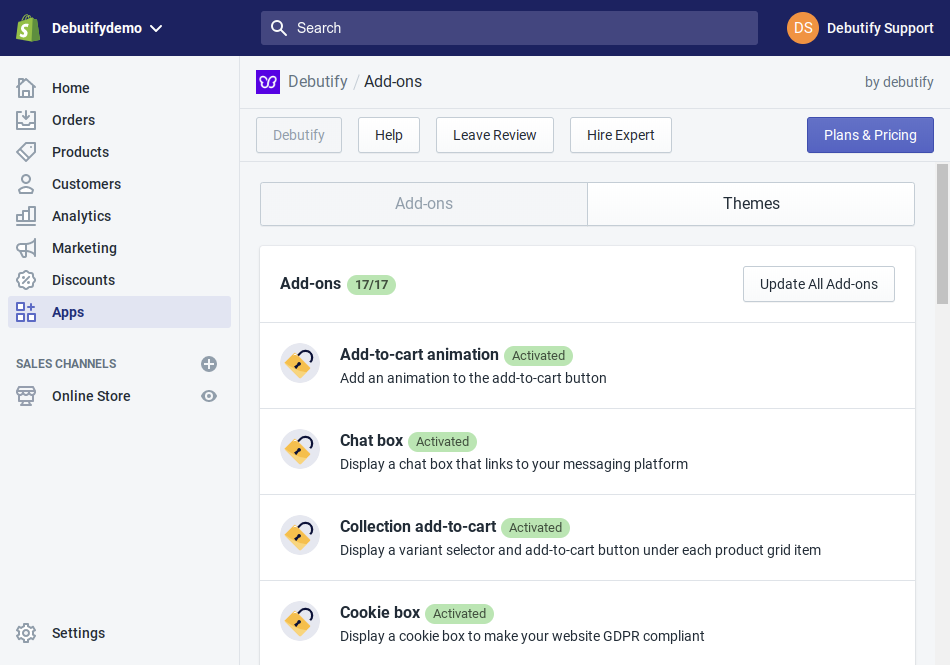 Debutifydemo
Search
DS Debutify Support
Home
Orders
Products
Customers
Analytics
Marketing
Discounts
Apps
SALES CHANNELS
Online Store
Settings
Debutify / Add-ons
by debutify
Debutify
Help
Leave Review
Hire Expert
Plans & Pricing
Add-ons
Themes
Add-ons 17/17
Update All Add-ons
Add-to-cart animation Activated
Add an animation to the add-to-cart button
Chat box Activated
Display a chat box that links to your messaging platform
Collection add-to-cart Activated
Display a variant selector and add-to-cart button under each product grid item
Cookie box Activated
Display a cookie box to make your website GDPR compliant